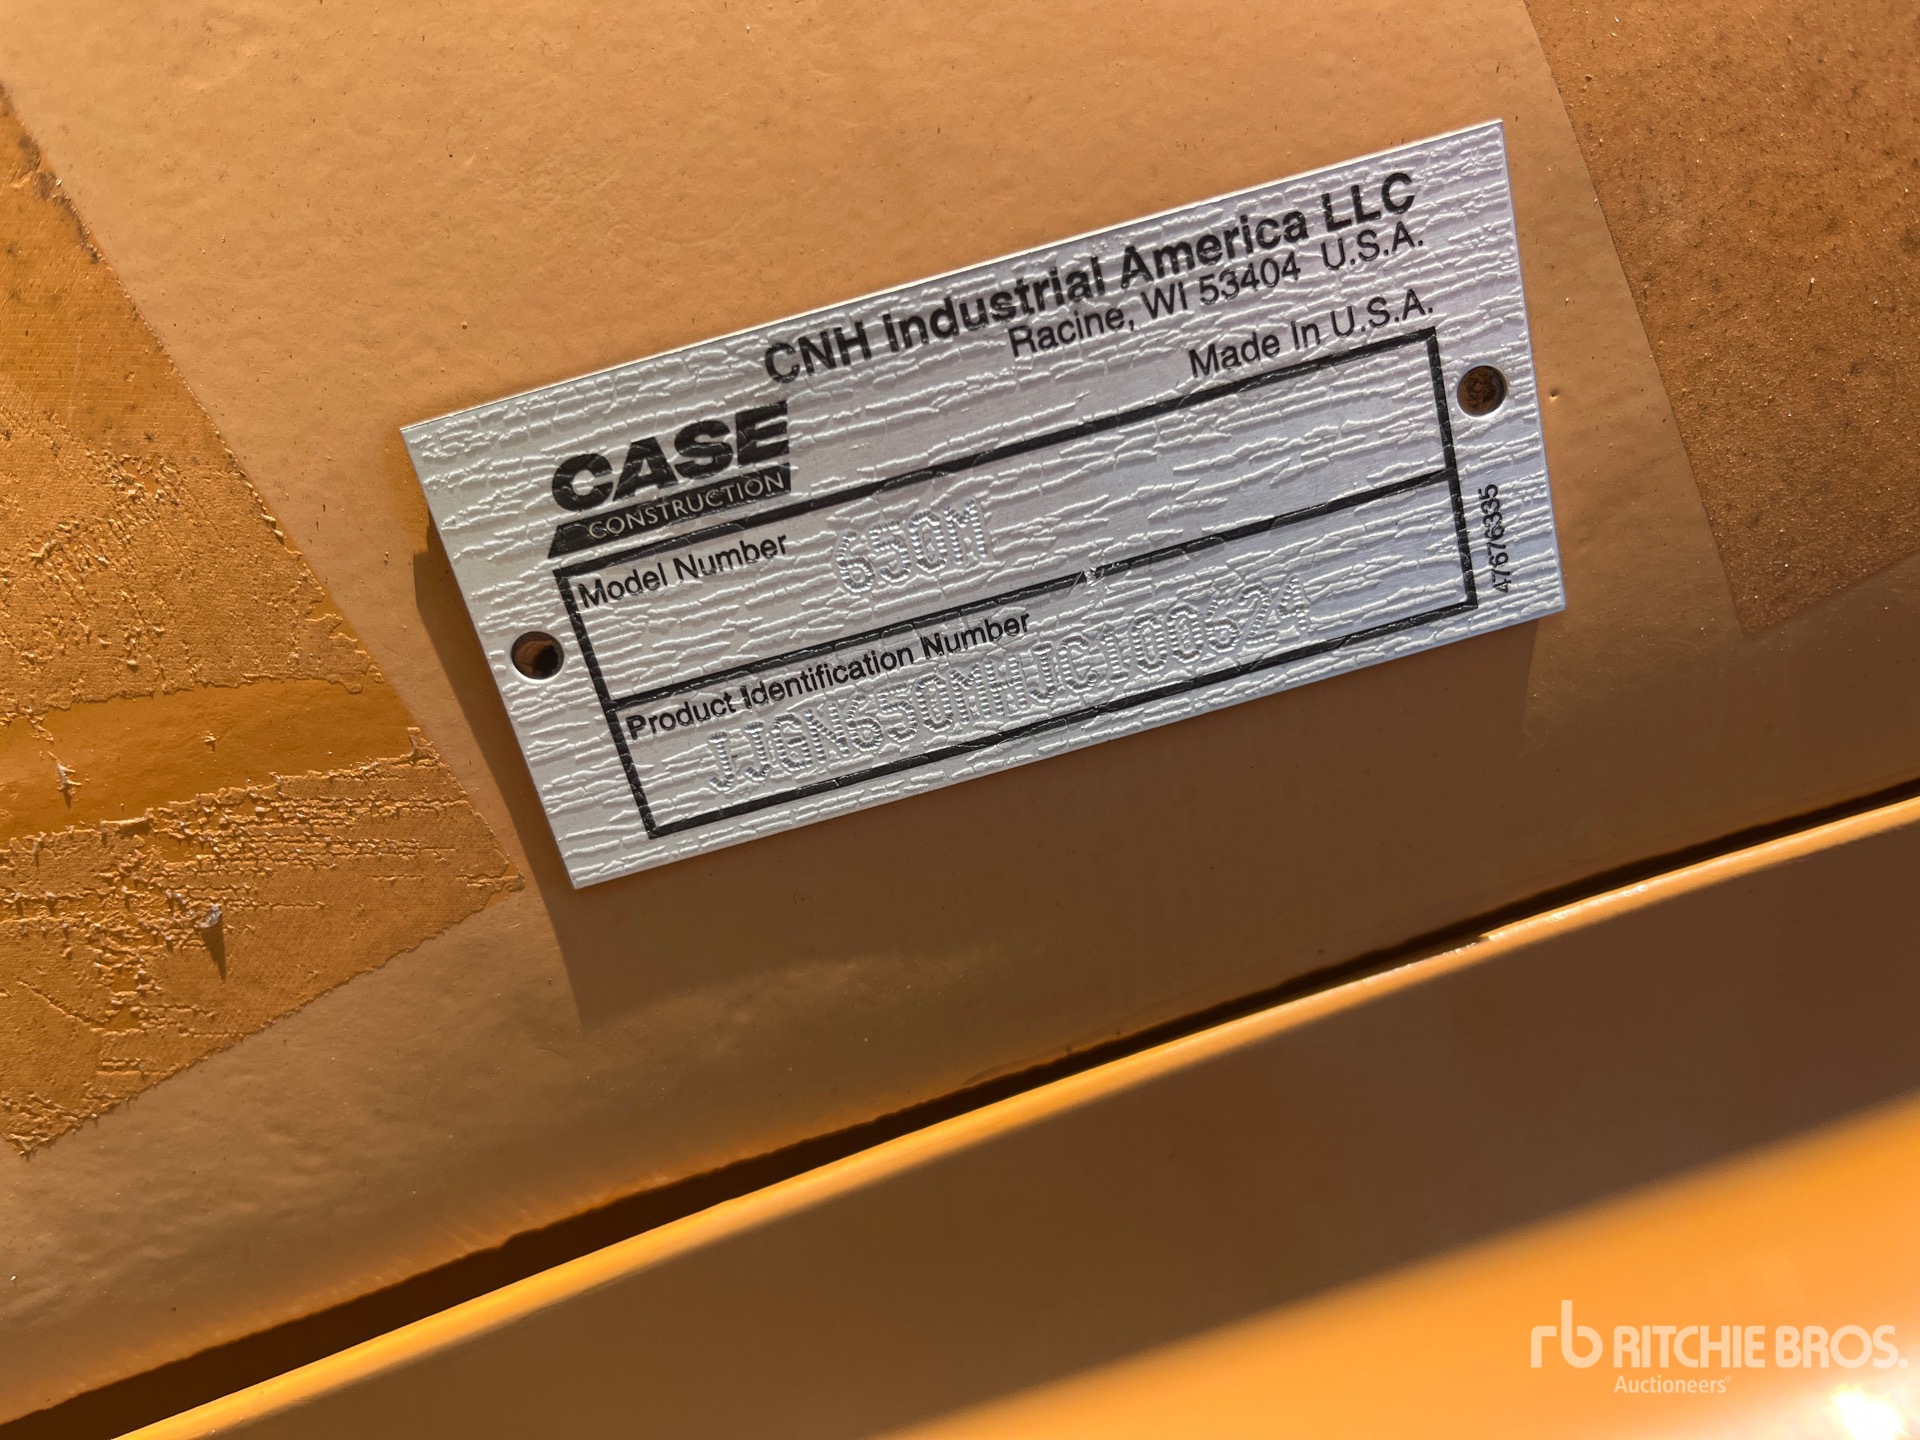 CNH Industrial America LLC
Racine, WI 53404 U.S.A.
Made In U.S.A.
CASE
CONSTRUCTION
Model Number 650M
Product Identification Number
JJGN650MHJC100624
47676335
rb RITCHIE BROS.
Auctioneers